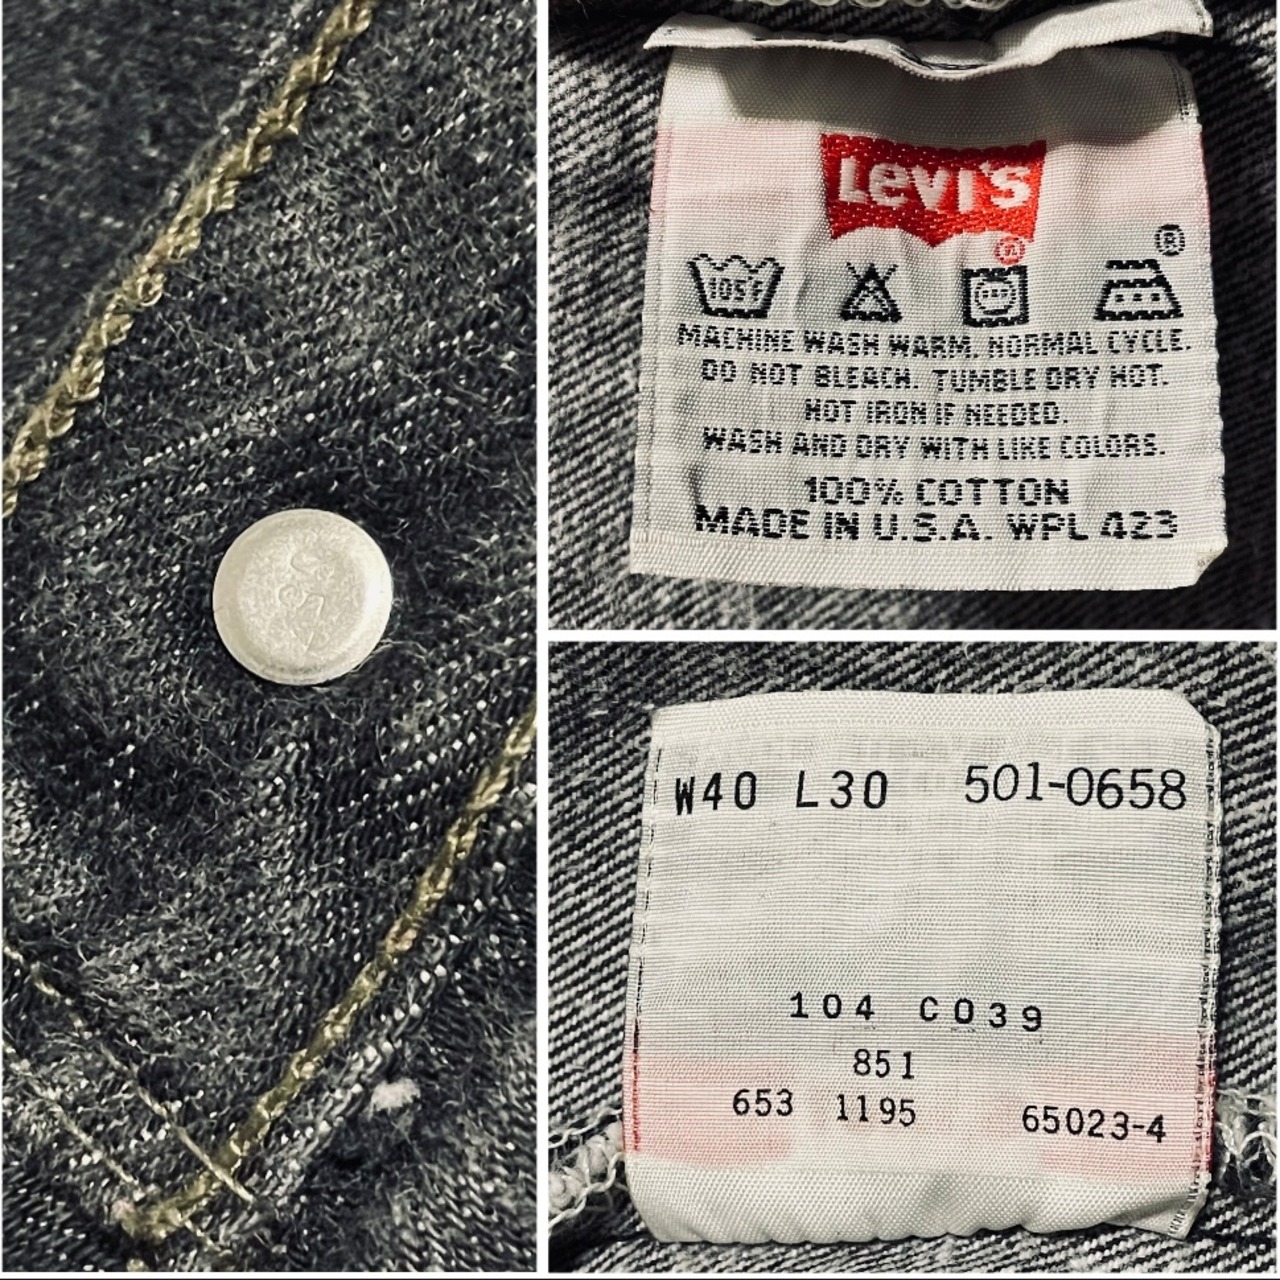 Levi's
®
®
105°F
MACHINE WASH WARM. NORMAL CYCLE.
DO NOT BLEACH. TUMBLE DRY HOT.
HOT IRON IF NEEDED.
WASH AND DRY WITH LIKE COLORS.
100% COTTON
MADE IN U.S.A. WPL 423
W40 L30 501-0658
104 C039
851
653 1195 65023-4